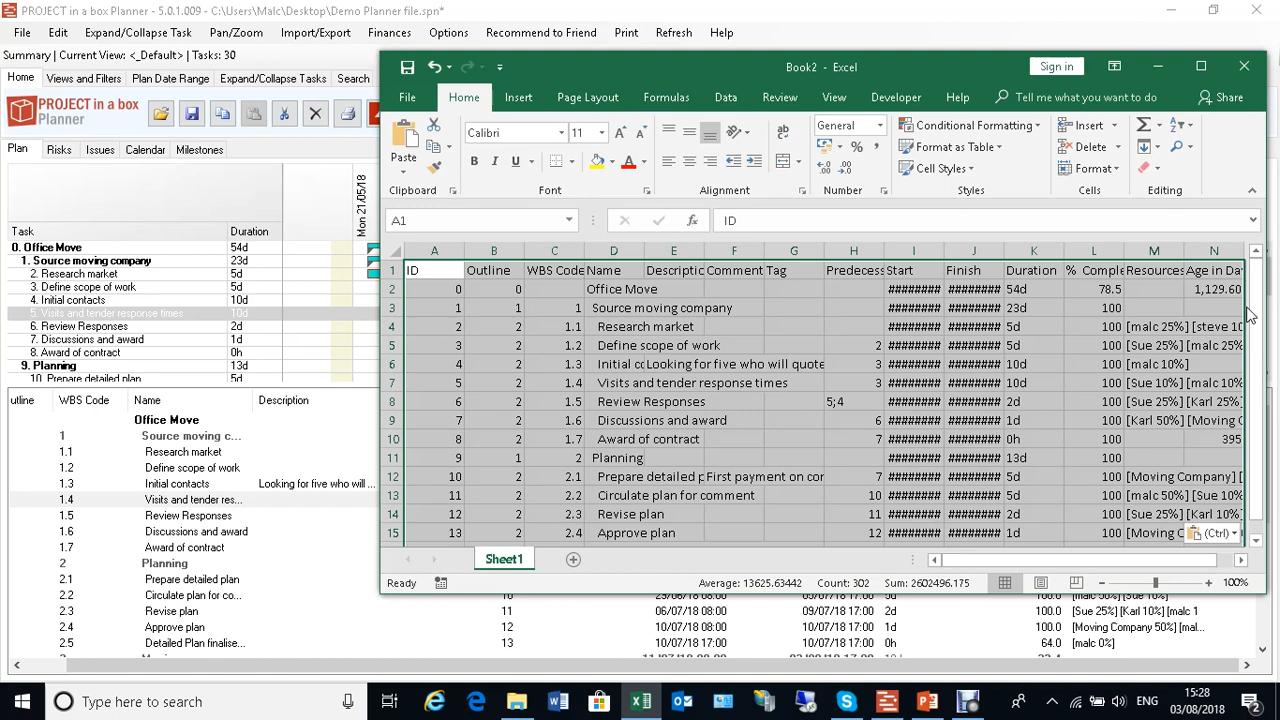 PROJECT in a box Planner - 5.0.1.009 - C:\Users\Malc\Desktop\Demo Planner file.spn*
File Edit Expand/Collapse Task Pan/Zoom Import/Export Finances Options Recommend to Friend Print Refresh Help
Summary | Current View: <_Default> | Tasks: 30
Home Views and Filters Plan Date Range Expand/Collapse Tasks Search
PROJECT in a box
Planner
Plan Risks Issues Calendar Milestones
Mon 21/05/18
Task Duration
0. Office Move 54d
1. Source moving company 23d
2. Research market 5d
3. Define scope of work 5d
4. Initial contacts 10d
5. Visits and tender response times 10d
6. Review Responses 2d
7. Discussions and award 1d
8. Award of contract 0h
9. Planning 13d
10. Prepare detailed plan 5d
Book2 - Excel
Sign in
File Home Insert Page Layout Formulas Data Review View Developer Help Tell me what you want to do Share
Paste
Calibri 11
B I U
ab
General
% ,
Conditional Formatting
Format as Table
Cell Styles
Insert
Delete
Format
Clipboard Font Alignment Number Styles Cells Editing
A1 fx ID
A B C D E F G H I J K L M N
1 ID Outline WBS Code Name Descriptic Comment Tag Predecess Start Finish Duration % Comple Resources Age in Da
2 0 0 Office Move ######## ######## 54d 78.5 1,129.60
3 1 1 1 Source moving company ######## ######## 23d 100
4 2 2 1.1 Research market ######## ######## 5d 100 [malc 25%] [steve 10
5 3 2 1.2 Define scope of work 2 ######## ######## 5d 100 [Sue 25%] [malc 25%
6 4 2 1.3 Initial cc Looking for five who will quote 3 ######## ######## 10d 100 [malc 10%]
7 5 2 1.4 Visits and tender response times 3 ######## ######## 10d 100 [Sue 10%] [malc 10%
8 6 2 1.5 Review Responses 5;4 ######## ######## 2d 100 [Sue 25%] [Karl 25%]
9 7 2 1.6 Discussions and award 6 ######## ######## 1d 100 [Karl 50%] [Moving C
10 8 2 1.7 Award of contract 7 ######## ######## 0h 100 395
11 9 1 2 Planning ######## ######## 13d 100
12 10 2 2.1 Prepare detailed p First payment on cor 7 ######## ######## 5d 100 [Moving Company] [
13 11 2 2.2 Circulate plan for comment 10 ######## ######## 5d 100 [malc 50%] [Sue 10%
14 12 2 2.3 Revise plan 11 ######## ######## 2d 100 [Sue 25%] [Karl 10%]
15 13 2 2.4 Approve plan 12 ######## ######## 1d 100 [Moving C
(Ctrl)
Sheet1
Ready Average: 13625.63442 Count: 302 Sum: 2602496.175 100%
utline WBS Code Name Description
Office Move
1 Source moving c...
1.1 Research market
1.2 Define scope of work
1.3 Initial contacts Looking for five who will ...
1.4 Visits and tender res...
1.5 Review Responses
1.6 Discussions and award
1.7 Award of contract
2 Planning
2.1 Prepare detailed plan
2.2 Circulate plan for co... 10
2.3 Revise plan 11 06/07/18 08:00 09/07/18 17:00 2d 100.0 [Sue 25%] [Karl 10%] [malc 1
2.4 Approve plan 12 10/07/18 08:00 10/07/18 17:00 1d 100.0 [Moving Company 50%] [mal...
2.5 Detailed Plan finalise... 13 10/07/18 17:00 10/07/18 17:00 0h 64.0 [malc 0%]
Type here to search
ENG
15:28
03/08/2018
2